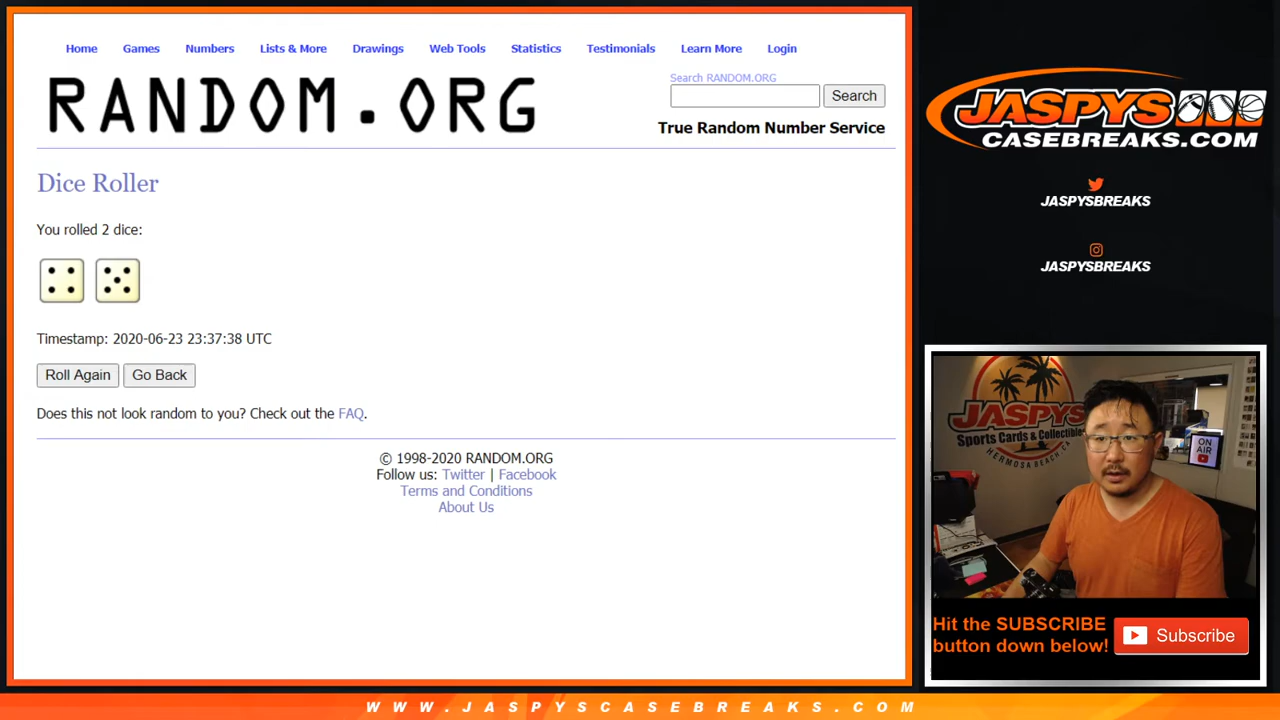 Home Games Numbers Lists & More Drawings Web Tools Statistics Testimonials Learn More Login
RANDOM.ORG
Search RANDOM.ORG
Search
True Random Number Service
Dice Roller
You rolled 2 dice:
Timestamp: 2020-06-23 23:37:38 UTC
Roll Again Go Back
Does this not look random to you? Check out the FAQ.
© 1998-2020 RANDOM.ORG
Follow us: Twitter | Facebook
Terms and Conditions
About Us
JASPYS
CASEBREAKS.COM
JASPYSBREAKS
JASPYSBREAKS
JASPYS
Sports Cards & Collectibles
HERMOSA BEACH, CA
ON
AIR
Hit the SUBSCRIBE
button down below!
Subscribe
WWW.JASPYSCASEBREAKS.COM